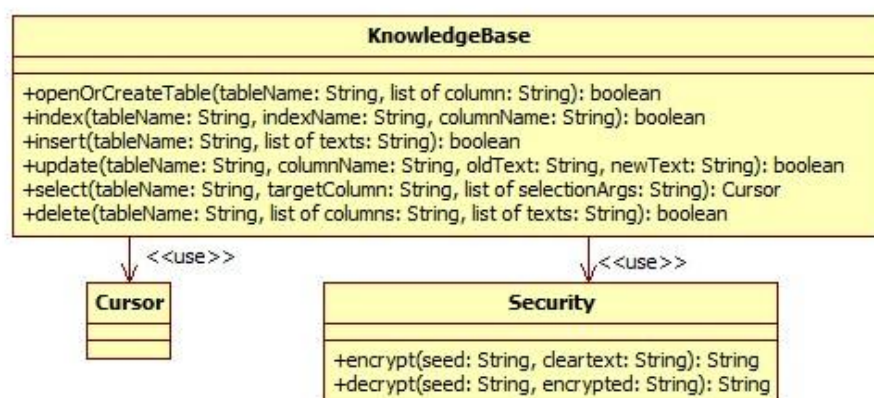 KnowledgeBase
+openOrCreateTable(tableName: String, list of column: String): boolean
+index(tableName: String, indexName: String, columnName: String): boolean
+insert(tableName: String, list of texts: String): boolean
+update(tableName: String, columnName: String, oldText: String, newText: String): boolean
+select(tableName: String, targetColumn: String, list of selectionArgs: String): Cursor
+delete(tableName: String, list of columns: String, list of texts: String): boolean
<<use>> <<use>>
Cursor Security
+encrypt(seed: String, cleartext: String): String
+decrypt(seed: String, encrypted: String): String